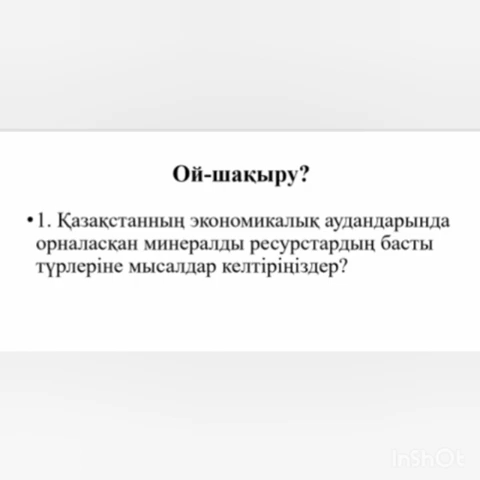 Ой-шақыру?
•1. Қазақстанның экономикалық аудандарында
орналасқан минералды ресурстардың басты
түрлеріне мысалдар келтіріңіздер?
InShOt